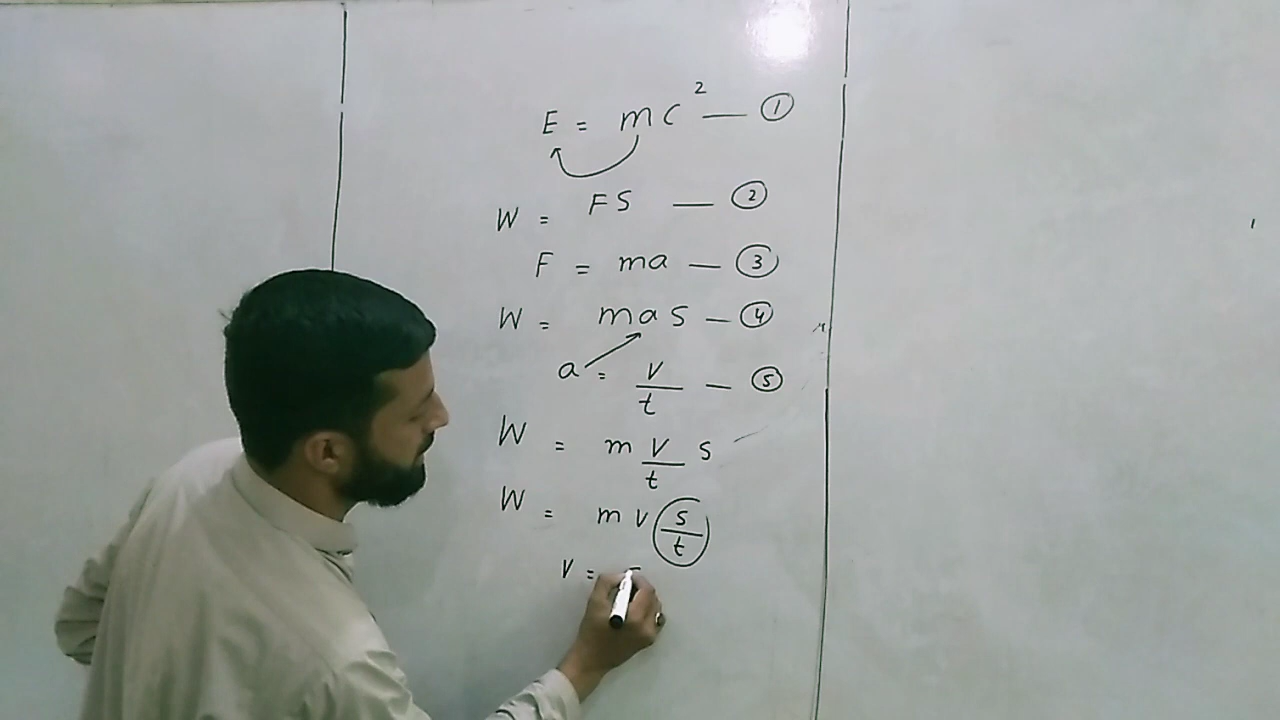 E = mc² — ①
W = FS — ②
F = ma — ③
W = maS — ④
a = v/t — ⑤
W = m v/t s
W = mv s/t
v =